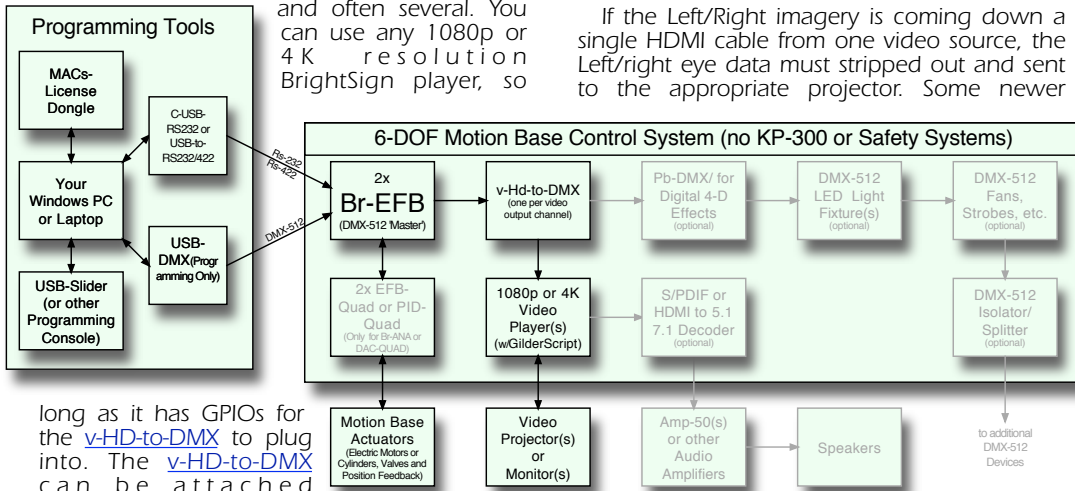 and often several. You
can use any 1080p or
4K resolution
BrightSign player, so
If the Left/Right imagery is coming down a
single HDMI cable from one video source, the
Left/right eye data must stripped out and sent
to the appropriate projector. Some newer
Programming Tools
MACs-
License
Dongle
C-USB-
RS232 or
USB-to-
RS232/422
Your
Windows PC
or Laptop
USB-
DMX(Progr
amming Only)
USB-Slider
(or other
Programming
Console)
Rs-232
Rs-422
DMX-512
6-DOF Motion Base Control System (no KP-300 or Safety Systems)
2x
Br-EFB
(DMX-512 'Master')
v-Hd-to-DMX
(one per video
output channel)
Pb-DMX/ for
Digital 4-D
Effects
(optional)
DMX-512
LED Light
Fixture(s)
(optional)
DMX-512
Fans,
Strobes, etc.
(optional)
2x EFB-
Quad or PID-
Quad
(Only for Br-ANA or
DAC-QUAD)
1080p or 4K
Video
Player(s)
(w/GilderScript)
S/PDIF or
HDMI to 5.1
7.1 Decoder
(optional)
DMX-512
Isolator/
Splitter
(optional)
Motion Base
Actuators
(Electric Motors or
Cylinders, Valves and
Position Feedback)
Video
Projector(s)
or
Monitor(s)
Amp-50(s)
or other
Audio
Amplifiers
Speakers
to additional
DMX-512
Devices
long as it has GPIOs for
the v-HD-to-DMX to plug
into. The v-HD-to-DMX
can be attached